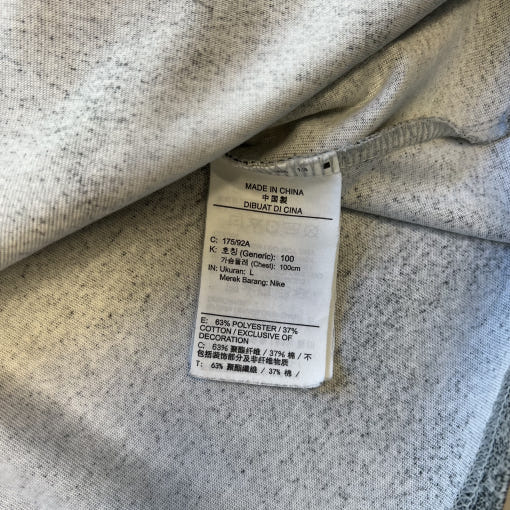 MADE IN CHINA
中国製
DIBUAT DI CINA
C: 175/92A
K: 호칭 (Generic): 100
가슴둘레 (Chest): 100cm
IN: Ukuran: L
Merek Barang: Nike
E: 63% POLYESTER / 37%
COTTON / EXCLUSIVE OF
DECORATION
C: 63% 聚酯纤维 / 37% 棉 / 不
包括装饰部分及非纤维物质
T: 63% 聚酯纖維 / 37% 棉 /